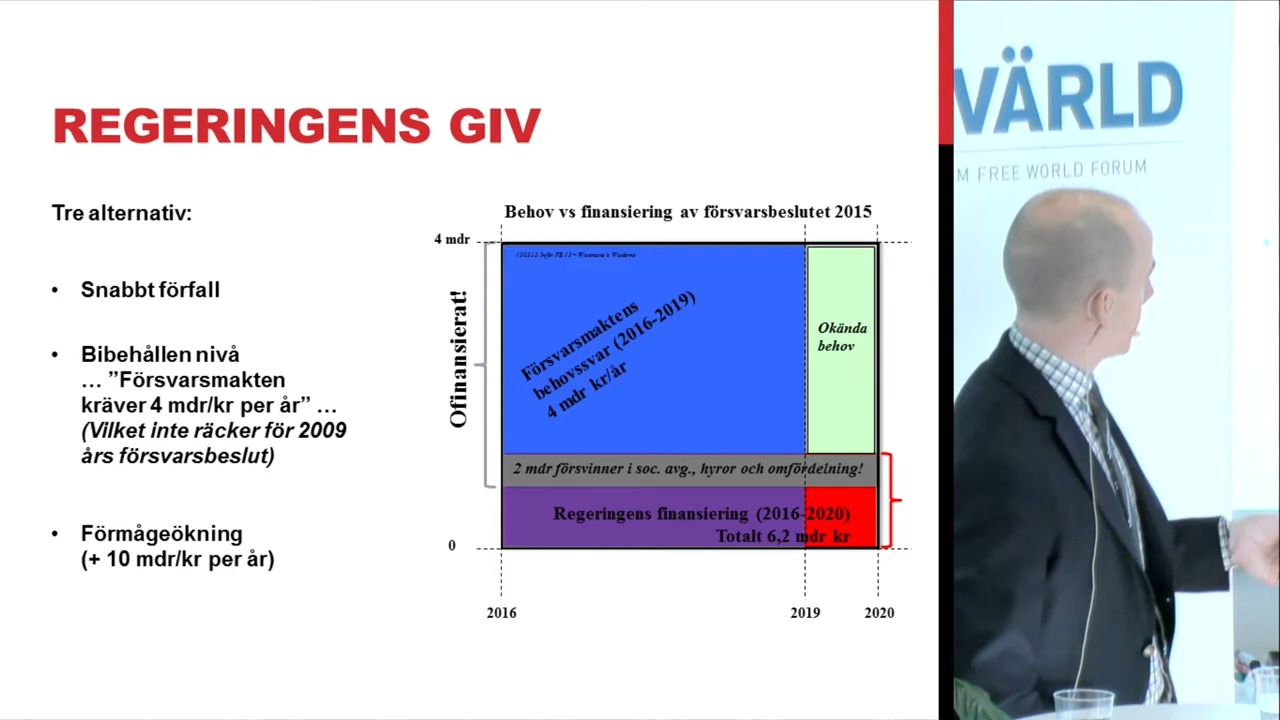 REGERINGENS GIV
Tre alternativ:
• Snabbt förfall
• Bibehållen nivå
… ”Försvarsmakten
kräver 4 mdr/kr per år” …
(Vilket inte räcker för 2009
års försvarsbeslut)
• Förmågeökning
(+ 10 mdr/kr per år)
Behov vs finansiering av försvarsbeslutet 2015
4 mdr
Ofinansierat!
Försvarsmaktens
behovssvar (2016-2019)
4 mdr kr/år
Okända
behov
2 mdr försvinner i soc. avg., hyror och omfördelning!
Regeringens finansiering (2016-2020)
Totalt 6,2 mdr kr
0
2016
2019
2020
VÄRLD
M FREE WORLD FORUM